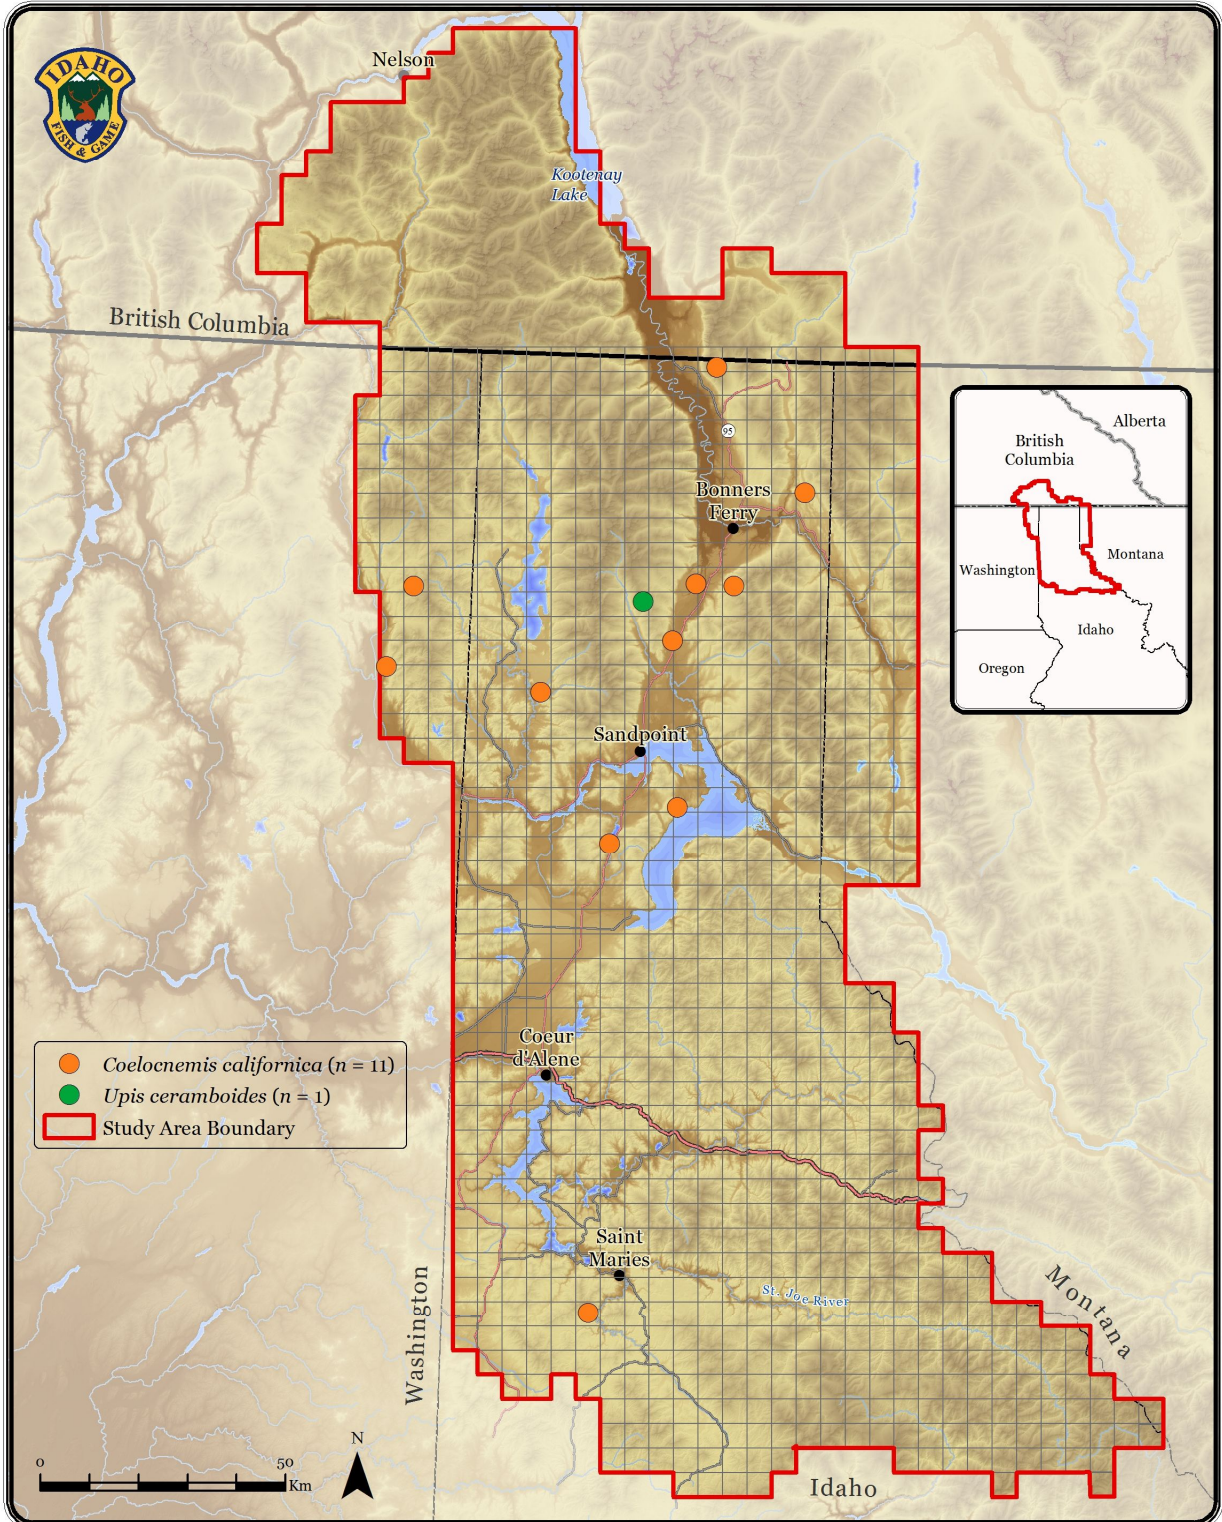 IDAHO
FISH & GAME
Nelson
Kootenay
Lake
British Columbia
95
Bonners
Ferry
Alberta
British
Columbia
Washington
Montana
Idaho
Oregon
Sandpoint
Coeur
d'Alene
Coelocnemis californica (n = 11)
Upis ceramboides (n = 1)
Study Area Boundary
Saint
Maries
St. Joe River
Montana
Washington
N
0 50
Km
Idaho